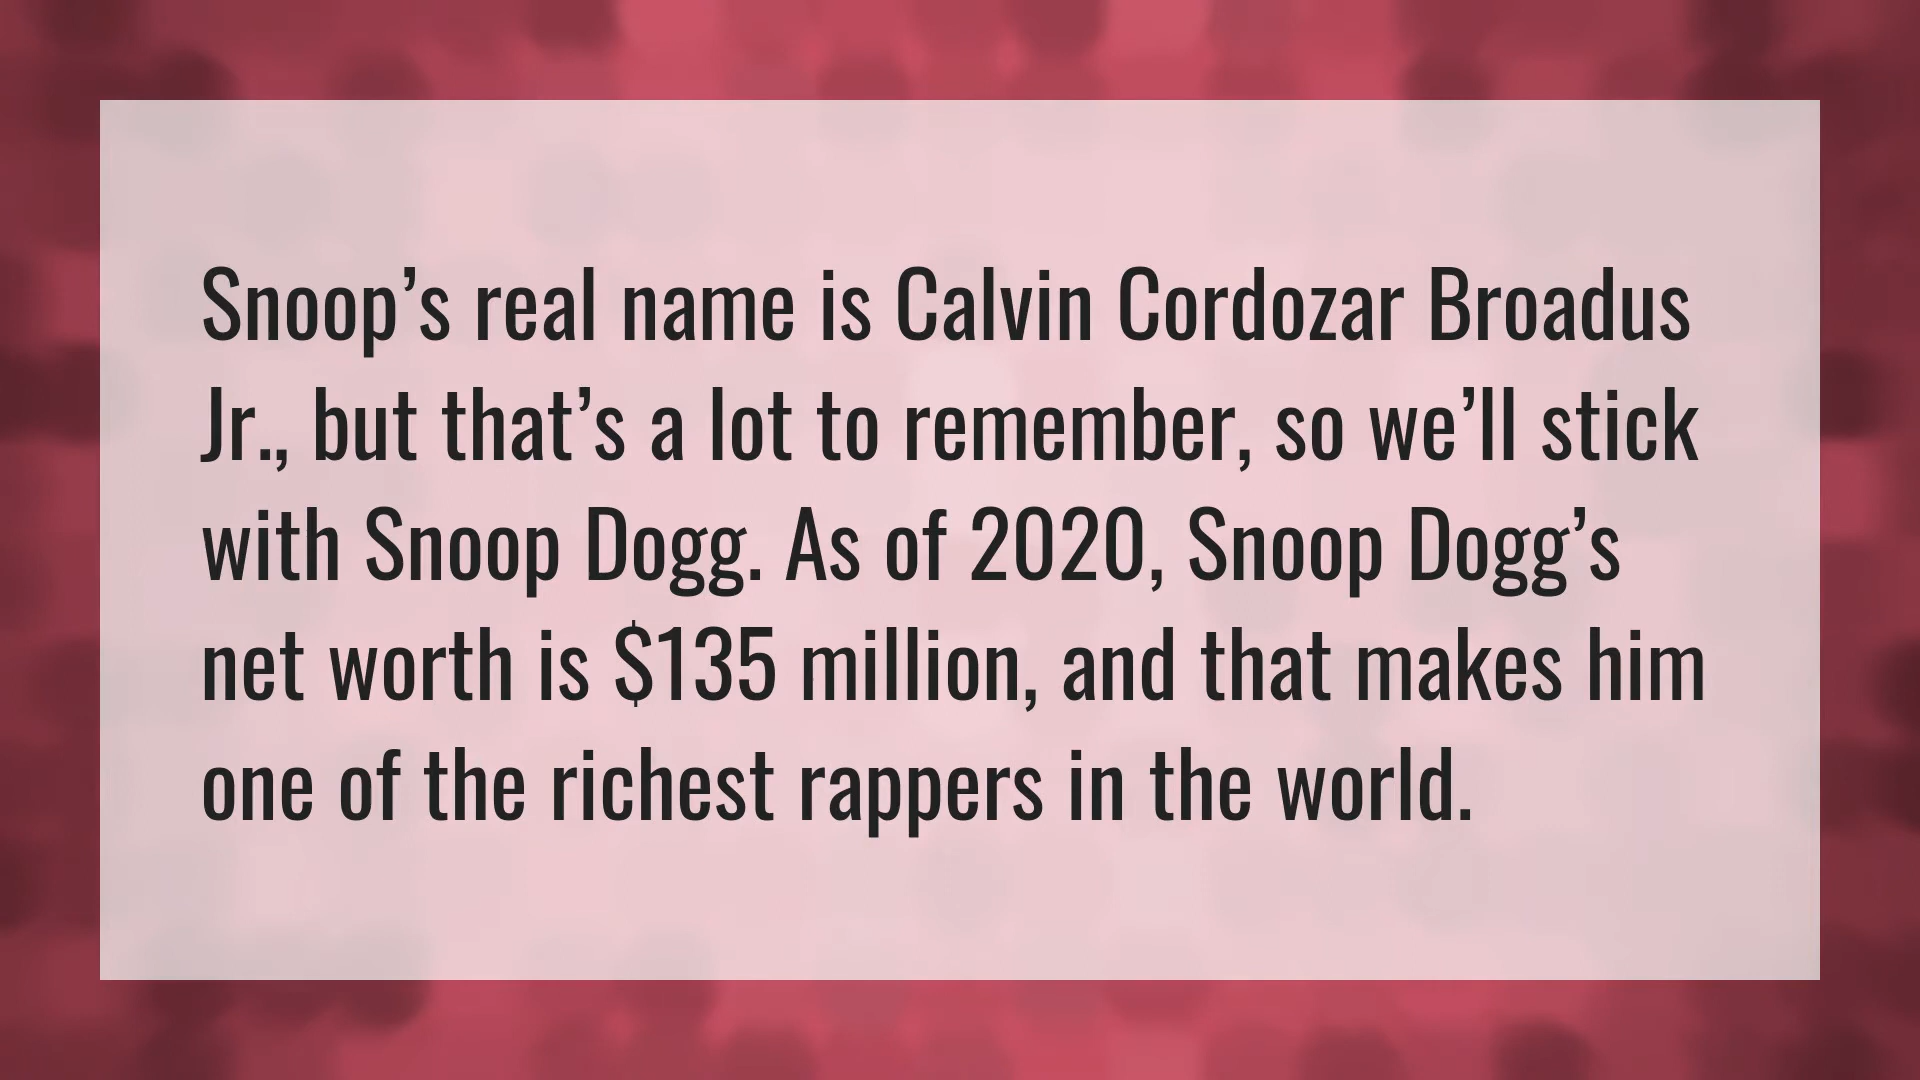 Snoop’s real name is Calvin Cordozar Broadus
Jr., but that’s a lot to remember, so we’ll stick
with Snoop Dogg. As of 2020, Snoop Dogg’s
net worth is $135 million, and that makes him
one of the richest rappers in the world.